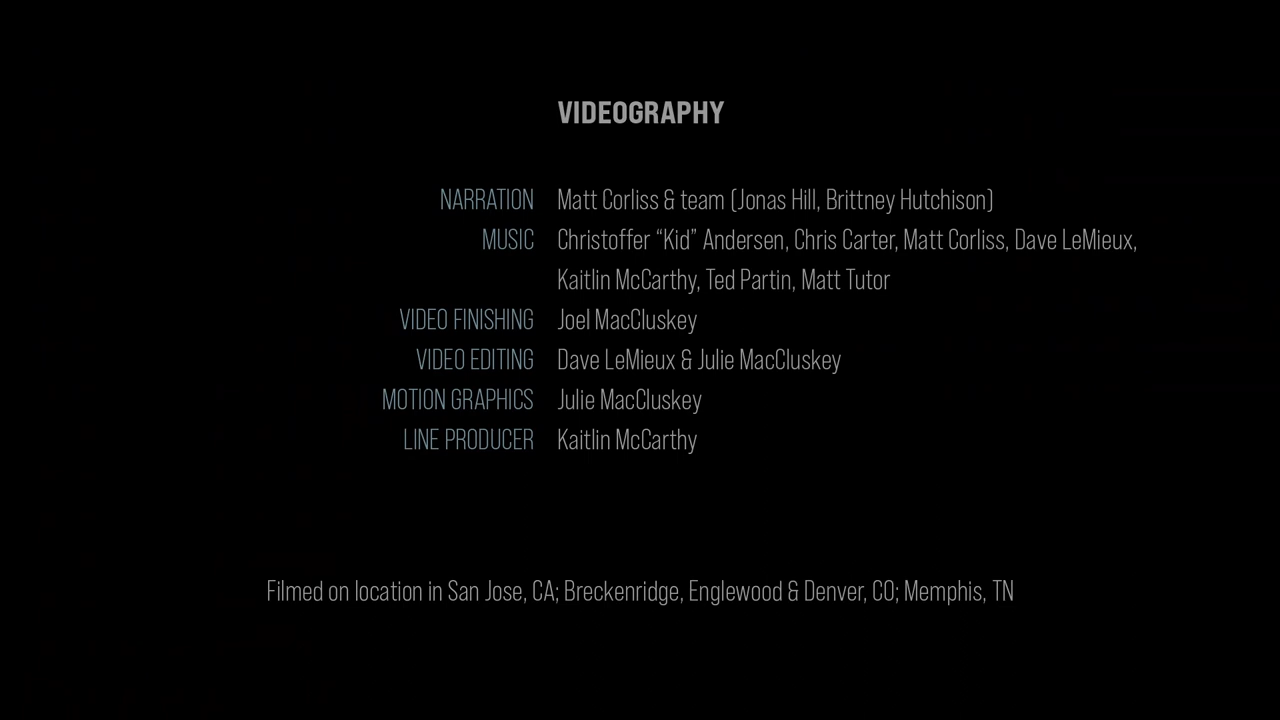 VIDEOGRAPHY
NARRATION Matt Corliss & team (Jonas Hill, Brittney Hutchison)
MUSIC Christoffer “Kid” Andersen, Chris Carter, Matt Corliss, Dave LeMieux,
Kaitlin McCarthy, Ted Partin, Matt Tutor
VIDEO FINISHING Joel MacCluskey
VIDEO EDITING Dave LeMieux & Julie MacCluskey
MOTION GRAPHICS Julie MacCluskey
LINE PRODUCER Kaitlin McCarthy
Filmed on location in San Jose, CA; Breckenridge, Englewood & Denver, CO; Memphis, TN